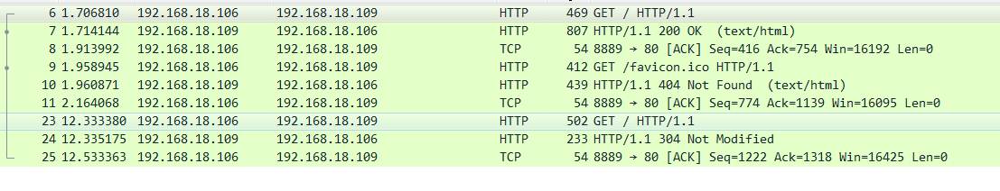 6 1.706810 192.168.18.106 192.168.18.109 HTTP 469 GET / HTTP/1.1
7 1.714144 192.168.18.109 192.168.18.106 HTTP 807 HTTP/1.1 200 OK (text/html)
8 1.913992 192.168.18.106 192.168.18.109 TCP 54 8889 → 80 [ACK] Seq=416 Ack=754 Win=16192 Len=0
9 1.958945 192.168.18.106 192.168.18.109 HTTP 412 GET /favicon.ico HTTP/1.1
10 1.960871 192.168.18.109 192.168.18.106 HTTP 439 HTTP/1.1 404 Not Found (text/html)
11 2.164068 192.168.18.106 192.168.18.109 TCP 54 8889 → 80 [ACK] Seq=774 Ack=1139 Win=16095 Len=0
23 12.333380 192.168.18.106 192.168.18.109 HTTP 502 GET / HTTP/1.1
24 12.335175 192.168.18.109 192.168.18.106 HTTP 233 HTTP/1.1 304 Not Modified
25 12.533363 192.168.18.106 192.168.18.109 TCP 54 8889 → 80 [ACK] Seq=1222 Ack=1318 Win=16425 Len=0